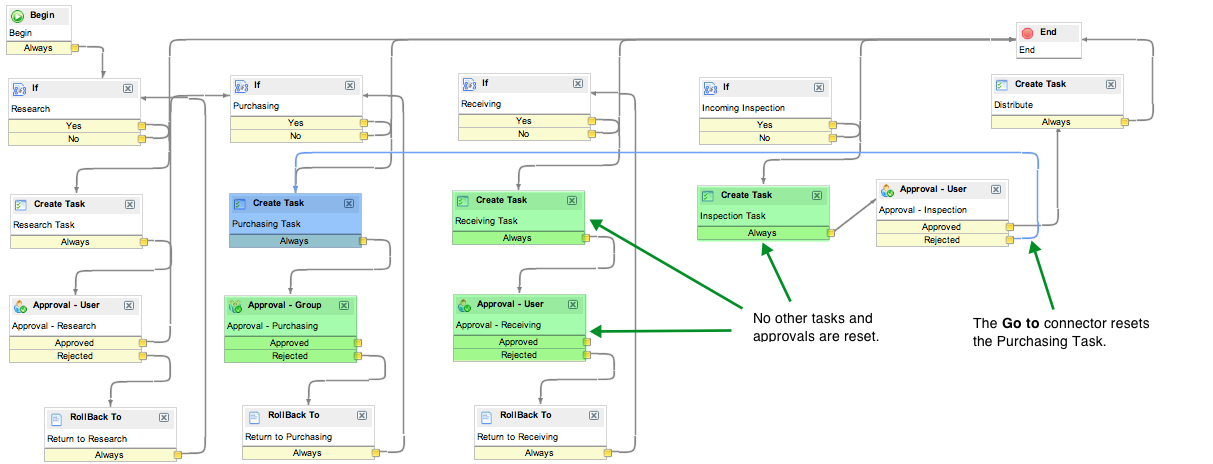 Begin
Begin
Always
End
End
If
Research
Yes
No
If
Purchasing
Yes
No
If
Receiving
Yes
No
If
Incoming Inspection
Yes
No
Create Task
Distribute
Always
Create Task
Research Task
Always
Create Task
Purchasing Task
Always
Create Task
Receiving Task
Always
Create Task
Inspection Task
Always
Approval - User
Approval - Inspection
Approved
Rejected
Approval - User
Approval - Research
Approved
Rejected
Approval - Group
Approval - Purchasing
Approved
Rejected
Approval - User
Approval - Receiving
Approved
Rejected
No other tasks and
approvals are reset.
The Go to connector resets
the Purchasing Task.
RollBack To
Return to Research
Always
RollBack To
Return to Purchasing
Always
RollBack To
Return to Receiving
Always